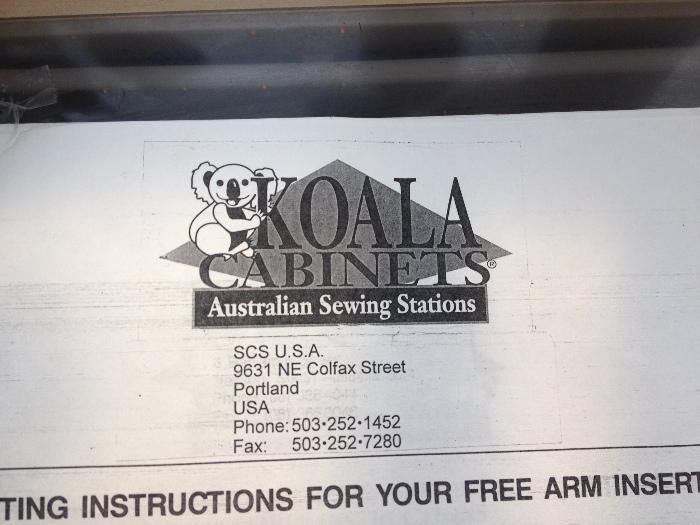 KOALA
CABINETS®
Australian Sewing Stations
SCS U.S.A.
9631 NE Colfax Street
Portland
USA
Phone: 503•252•1452
Fax: 503•252•7280
TING INSTRUCTIONS FOR YOUR FREE ARM INSERT